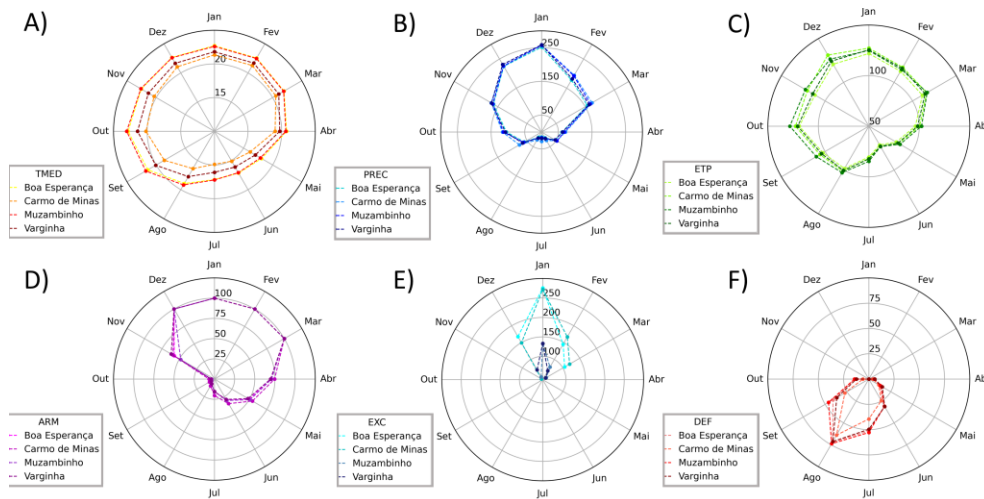 A)
Jan
Fev
Mar
Abr
Mai
Jun
Jul
Ago
Set
Out
Nov
Dez
20
15
TMED
Boa Esperança
Carmo de Minas
Muzambinho
Varginha
B)
Jan
Fev
Mar
Abr
Mai
Jun
Jul
Ago
Set
Out
Nov
Dez
250
150
50
PREC
Boa Esperança
Carmo de Minas
Muzambinho
Varginha
C)
Jan
Fev
Mar
Abr
Mai
Jun
Jul
Ago
Set
Out
Nov
Dez
100
50
ETP
Boa Esperança
Carmo de Minas
Muzambinho
Varginha
D)
Jan
Fev
Mar
Abr
Mai
Jun
Jul
Ago
Set
Out
Nov
Dez
100
75
50
25
0
ARM
Boa Esperança
Carmo de Minas
Muzambinho
Varginha
E)
Jan
Fev
Mar
Abr
Mai
Jun
Jul
Ago
Set
Out
Nov
Dez
250
200
150
100
50
0
EXC
Boa Esperança
Carmo de Minas
Muzambinho
Varginha
F)
Jan
Fev
Mar
Abr
Mai
Jun
Jul
Ago
Set
Out
Nov
Dez
75
50
25
0
DEF
Boa Esperança
Carmo de Minas
Muzambinho
Varginha